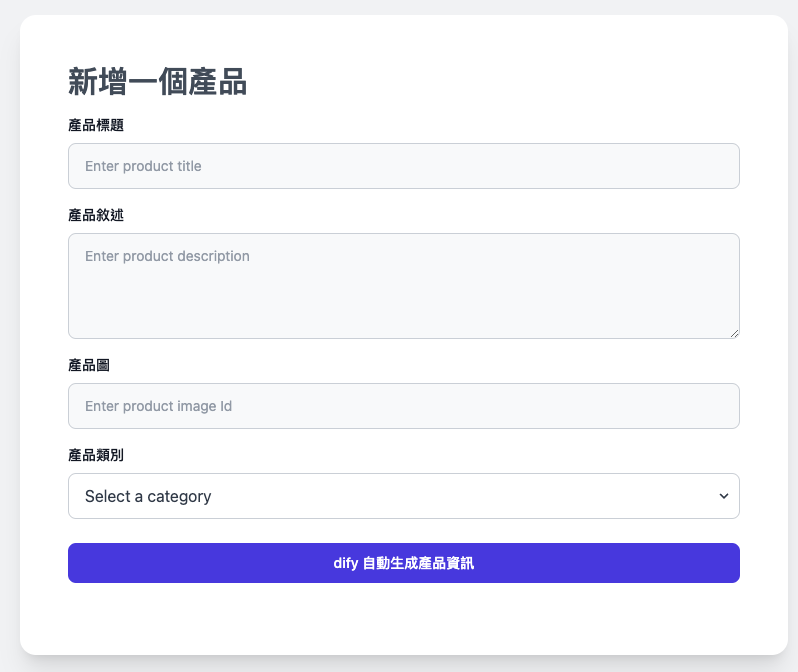 新增一個產品
產品標題
Enter product title
產品敘述
Enter product description
產品圖
Enter product image Id
產品類別
Select a category
dify 自動生成產品資訊